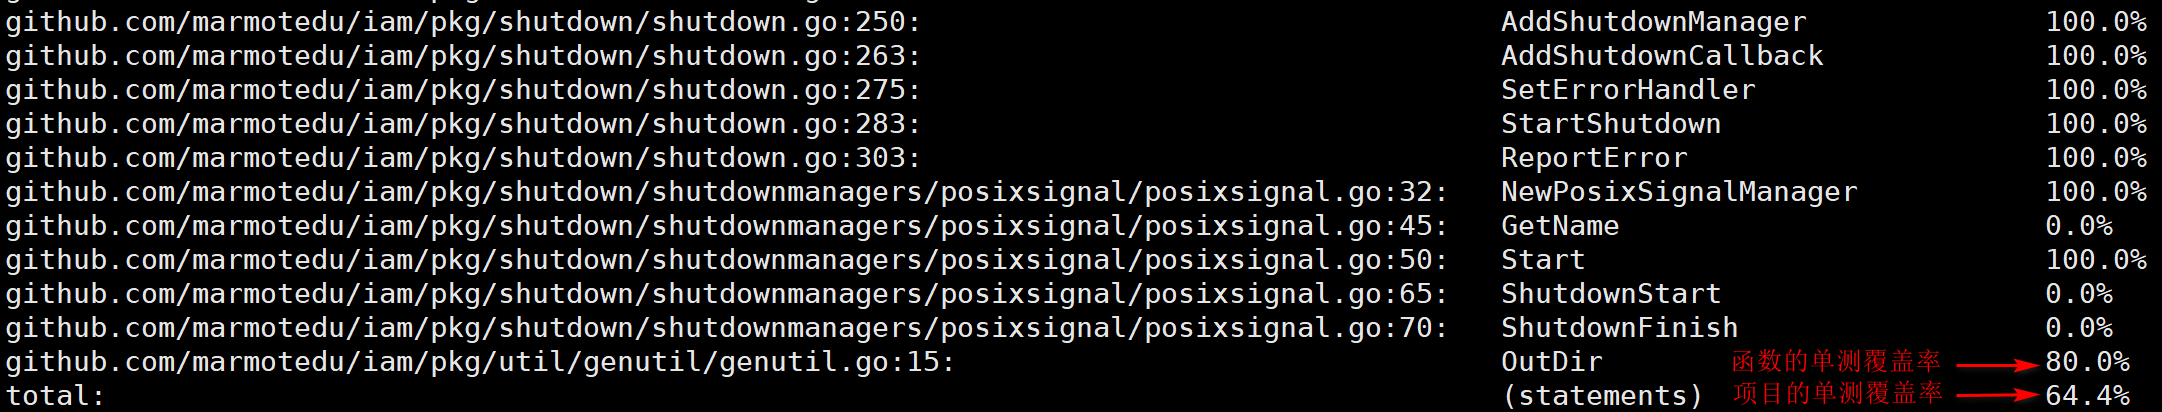 github.com/marmotedu/iam/pkg/shutdown/shutdown.go:250: AddShutdownManager 100.0%
github.com/marmotedu/iam/pkg/shutdown/shutdown.go:263: AddShutdownCallback 100.0%
github.com/marmotedu/iam/pkg/shutdown/shutdown.go:275: SetErrorHandler 100.0%
github.com/marmotedu/iam/pkg/shutdown/shutdown.go:283: StartShutdown 100.0%
github.com/marmotedu/iam/pkg/shutdown/shutdown.go:303: ReportError 100.0%
github.com/marmotedu/iam/pkg/shutdown/shutdownmanagers/posixsignal/posixsignal.go:32: NewPosixSignalManager 100.0%
github.com/marmotedu/iam/pkg/shutdown/shutdownmanagers/posixsignal/posixsignal.go:45: GetName 0.0%
github.com/marmotedu/iam/pkg/shutdown/shutdownmanagers/posixsignal/posixsignal.go:50: Start 100.0%
github.com/marmotedu/iam/pkg/shutdown/shutdownmanagers/posixsignal/posixsignal.go:65: ShutdownStart 0.0%
github.com/marmotedu/iam/pkg/shutdown/shutdownmanagers/posixsignal/posixsignal.go:70: ShutdownFinish 0.0%
github.com/marmotedu/iam/pkg/util/genutil/genutil.go:15: OutDir 函数的单测覆盖率 80.0%
total: (statements) 项目的单测覆盖率 64.4%